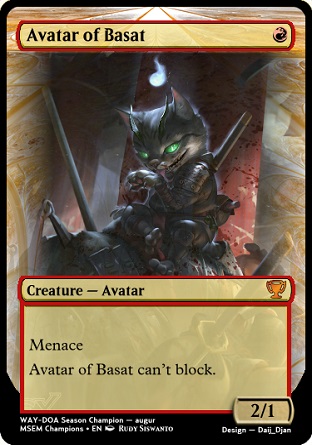 Avatar of Basat
Creature — Avatar
Menace
Avatar of Basat can't block.
2/1
WAY-DOA Season Champion — augur
MSEM Champions • EN Rudy Siswanto
Design — Daij_Djan